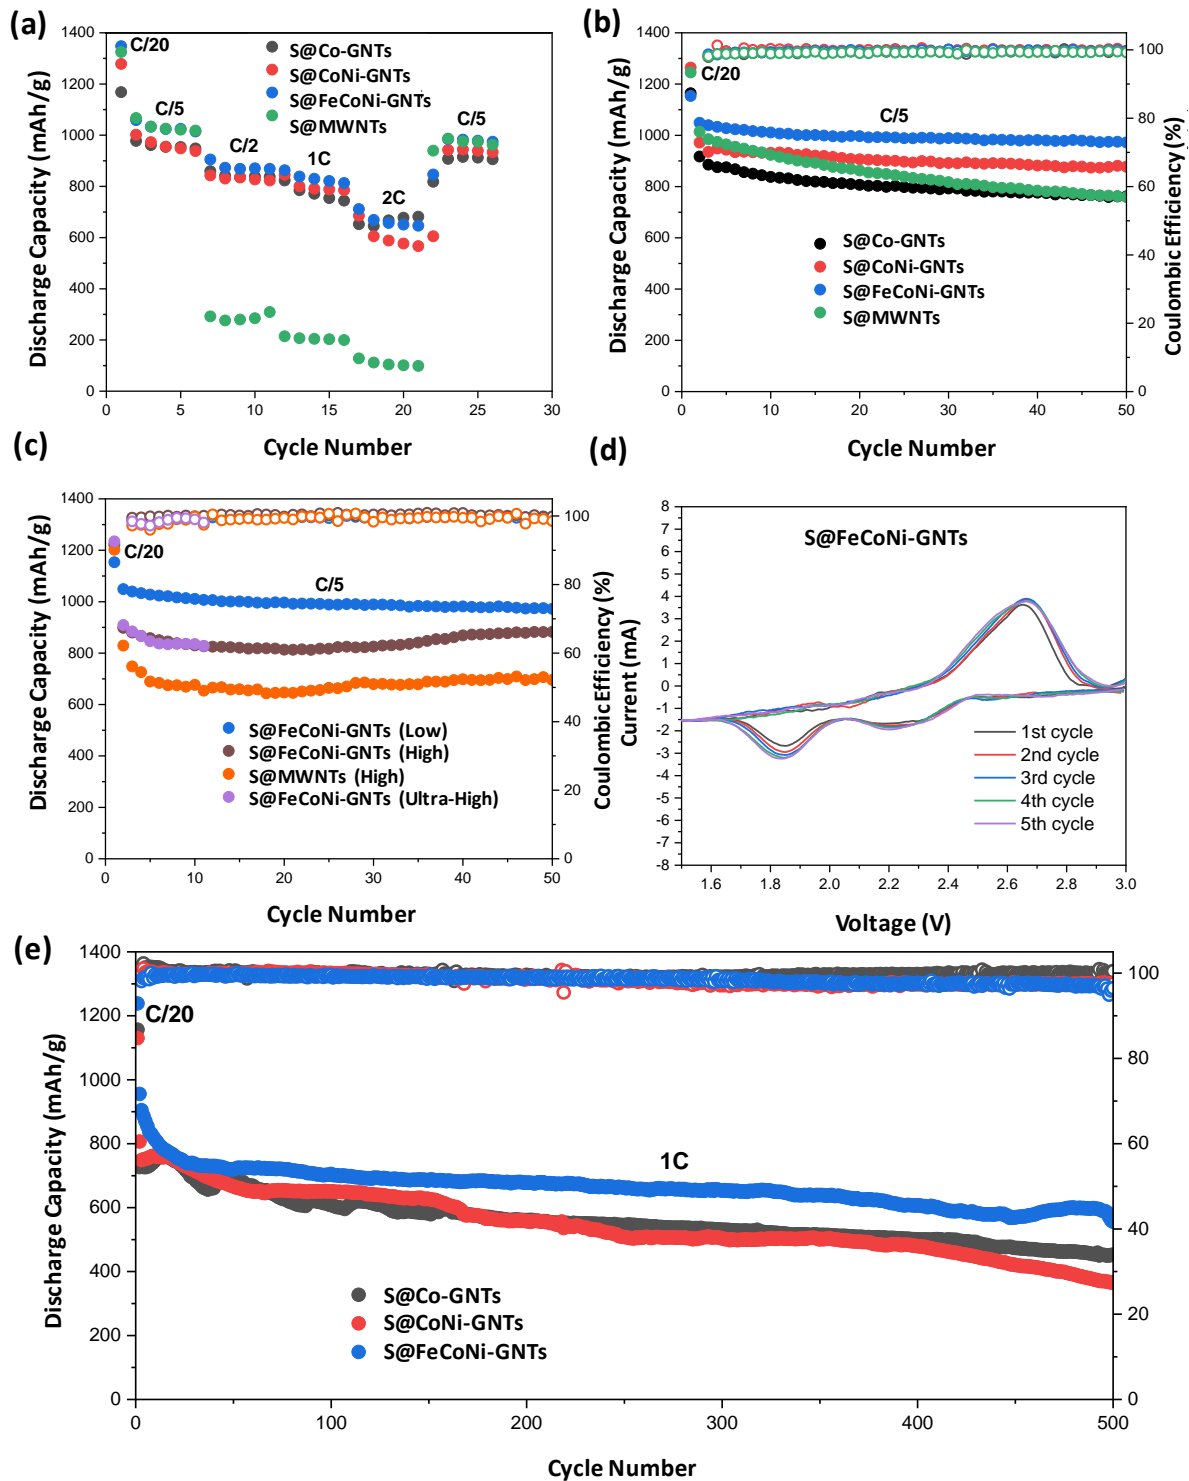 (a)
1400
1200
1000
800
600
400
200
0
0
5
10
15
20
25
30
Discharge Capacity (mAh/g)
Cycle Number
C/20
C/5
C/2
1C
2C
C/5
S@Co-GNTs
S@CoNi-GNTs
S@FeCoNi-GNTs
S@MWNTs
(b)
1400
1200
1000
800
600
400
200
0
0
10
20
30
40
50
100
80
60
40
20
0
Discharge Capacity (mAh/g)
Coulombic Efficiency (%)
Cycle Number
C/20
C/5
S@Co-GNTs
S@CoNi-GNTs
S@FeCoNi-GNTs
S@MWNTs
(c)
1400
1200
1000
800
600
400
200
0
0
10
20
30
40
50
100
80
60
40
20
0
Discharge Capacity (mAh/g)
Coulombic Efficiency (%)
Cycle Number
C/20
C/5
S@FeCoNi-GNTs (Low)
S@FeCoNi-GNTs (High)
S@MWNTs (High)
S@FeCoNi-GNTs (Ultra-High)
(d)
S@FeCoNi-GNTs
8
7
6
5
4
3
2
1
0
-1
-2
-3
-4
-5
-6
-7
-8
1.6
1.8
2.0
2.2
2.4
2.6
2.8
3.0
Current (mA)
Voltage (V)
1st cycle
2nd cycle
3rd cycle
4th cycle
5th cycle
(e)
1400
1200
1000
800
600
400
200
0
0
100
200
300
400
500
100
80
60
40
20
0
Discharge Capacity (mAh/g)
Cycle Number
C/20
1C
S@Co-GNTs
S@CoNi-GNTs
S@FeCoNi-GNTs